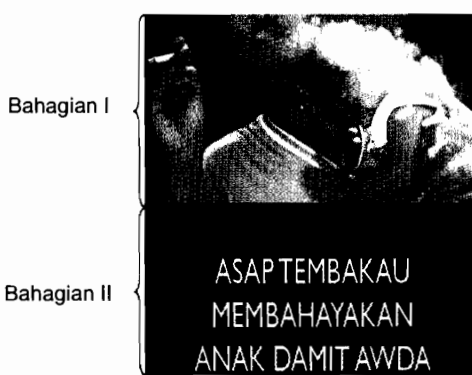 Bahagian I
Bahagian II
ASAP TEMBAKAU
MEMBAHAYAKAN
ANAK DAMIT AWDA